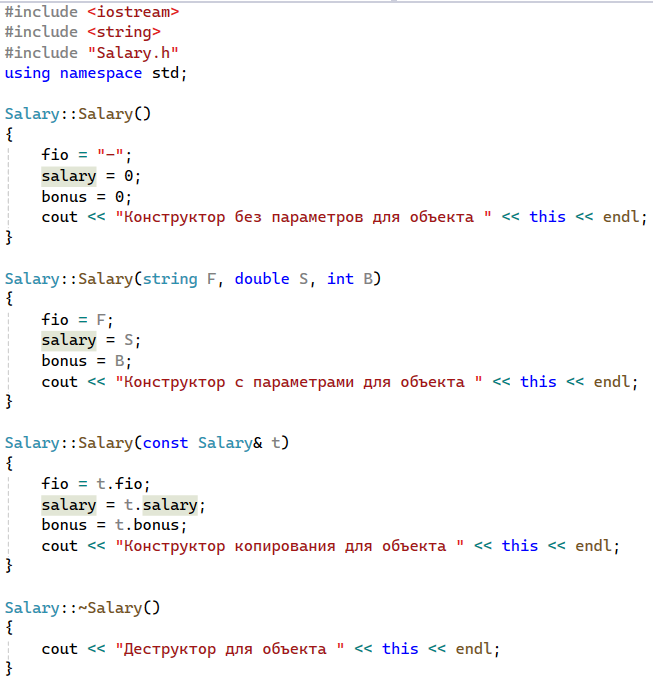 #include <iostream>
#include <string>
#include "Salary.h"
using namespace std;
Salary::Salary()
{
fio = "-";
salary = 0;
bonus = 0;
cout << "Конструктор без параметров для объекта " << this << endl;
}
Salary::Salary(string F, double S, int B)
{
fio = F;
salary = S;
bonus = B;
cout << "Конструктор с параметрами для объекта " << this << endl;
}
Salary::Salary(const Salary& t)
{
fio = t.fio;
salary = t.salary;
bonus = t.bonus;
cout << "Конструктор копирования для объекта " << this << endl;
}
Salary::~Salary()
{
cout << "Деструктор для объекта " << this << endl;
}